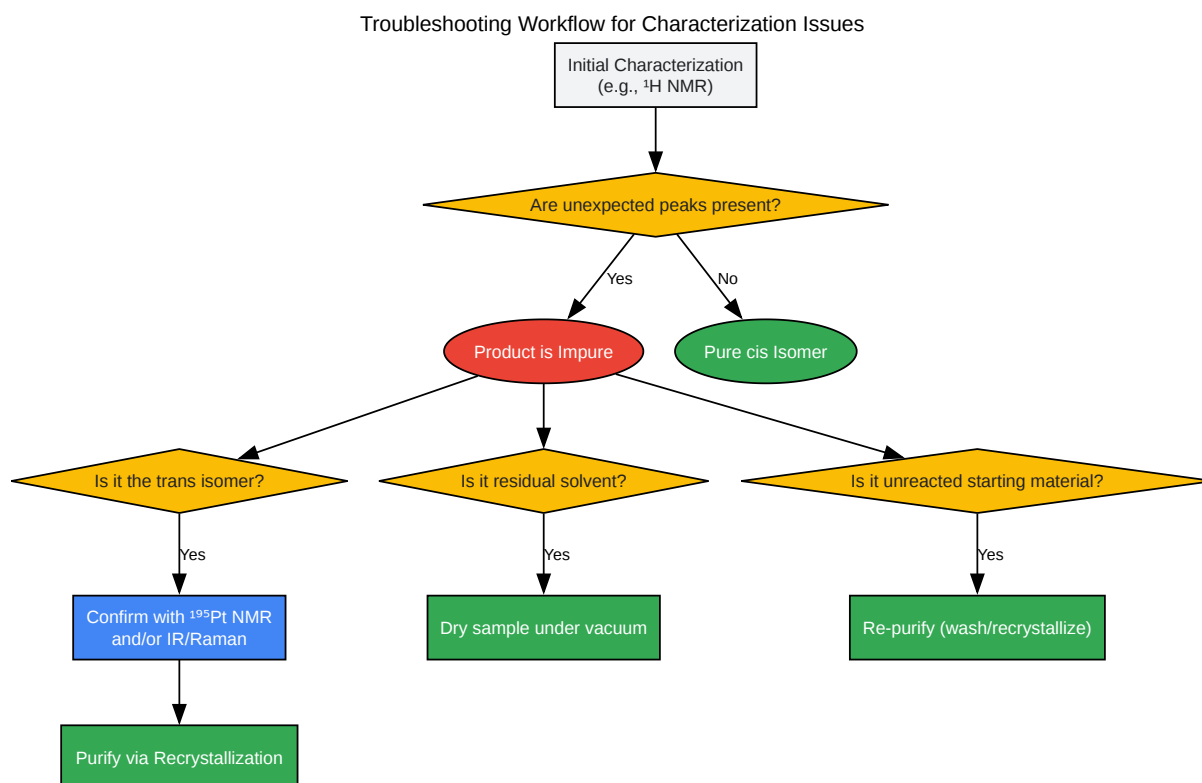 Troubleshooting Workflow for Characterization Issues
Initial Characterization
(e.g., ¹H NMR)
Are unexpected peaks present?
Yes
No
Product is Impure
Pure cis Isomer
Is it the trans isomer?
Is it residual solvent?
Is it unreacted starting material?
Yes
Yes
Yes
Confirm with ¹⁹⁵Pt NMR
and/or IR/Raman
Dry sample under vacuum
Re-purify (wash/recrystallize)
Purify via Recrystallization